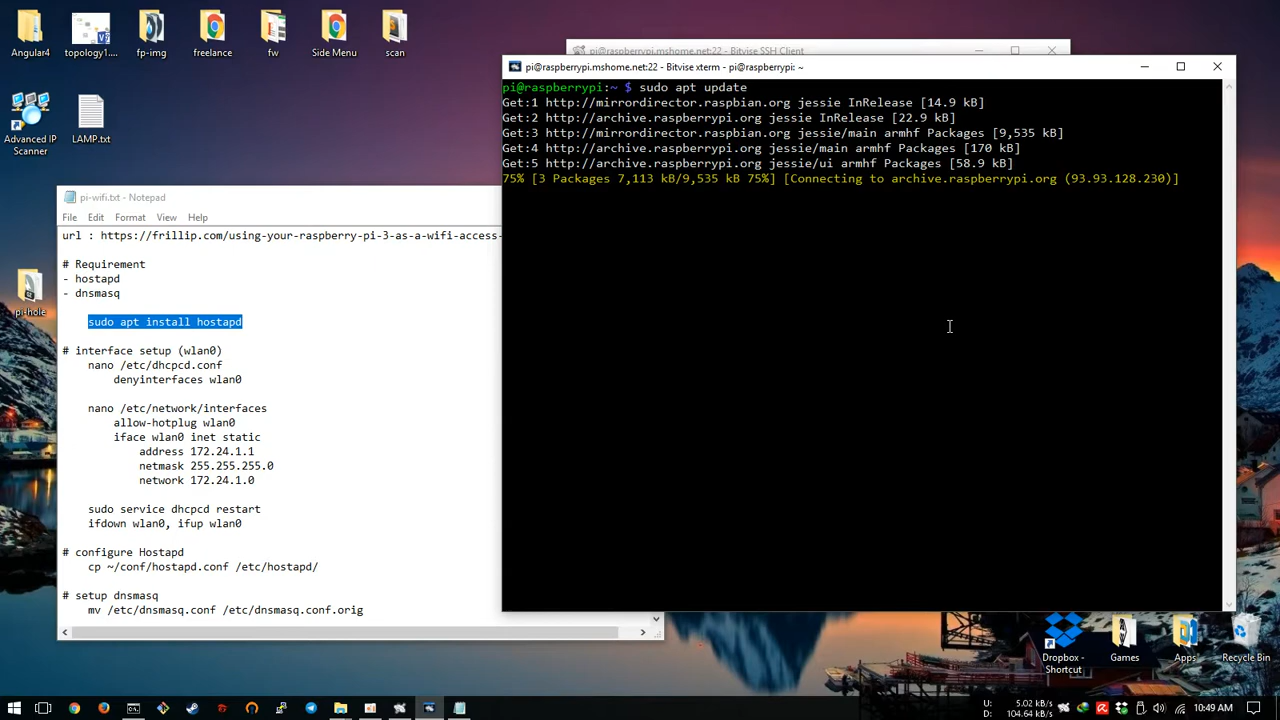 Angular4
topology1....
fp-img
freelance
fw
Side Menu
scan
Advanced IP
Scanner
LAMP.txt
pi-hole
pi@raspberrypi.mshome.net:22 - Bitvise SSH Client
pi@raspberrypi.mshome.net:22 - Bitvise xterm - pi@raspberrypi: ~
pi@raspberrypi:~ $ sudo apt update
Get:1 http://mirrordirector.raspbian.org jessie InRelease [14.9 kB]
Get:2 http://archive.raspberrypi.org jessie InRelease [22.9 kB]
Get:3 http://mirrordirector.raspbian.org jessie/main armhf Packages [9,535 kB]
Get:4 http://archive.raspberrypi.org jessie/main armhf Packages [170 kB]
Get:5 http://archive.raspberrypi.org jessie/ui armhf Packages [58.9 kB]
75% [3 Packages 7,113 kB/9,535 kB 75%] [Connecting to archive.raspberrypi.org (93.93.128.230)]
pi-wifi.txt - Notepad
File Edit Format View Help
url : https://frillip.com/using-your-raspberry-pi-3-as-a-wifi-access-
# Requirement
- hostapd
- dnsmasq
sudo apt install hostapd
# interface setup (wlan0)
nano /etc/dhcpcd.conf
denyinterfaces wlan0
nano /etc/network/interfaces
allow-hotplug wlan0
iface wlan0 inet static
address 172.24.1.1
netmask 255.255.255.0
network 172.24.1.0
sudo service dhcpcd restart
ifdown wlan0, ifup wlan0
# configure Hostapd
cp ~/conf/hostapd.conf /etc/hostapd/
# setup dnsmasq
mv /etc/dnsmasq.conf /etc/dnsmasq.conf.orig
Dropbox -
Shortcut
Games
Apps
Recycle Bin
U: 5.02 kB/s
D: 104.64 kB/s
10:49 AM